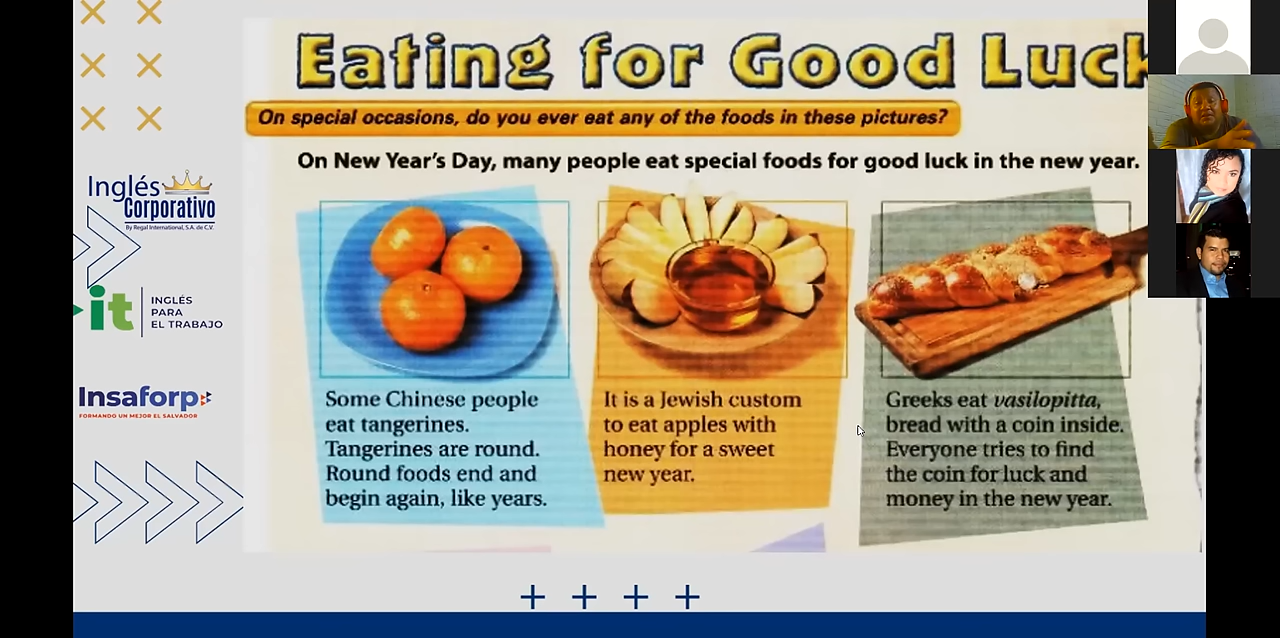 Eating for Good Luck
On special occasions, do you ever eat any of the foods in these pictures?
On New Year's Day, many people eat special foods for good luck in the new year.
Inglés
Corporativo
By Regal International, S.A. de C.V.
it
INGLÉS
PARA
EL TRABAJO
Insaforp
FORMANDO UN MEJOR EL SALVADOR
Some Chinese people
eat tangerines.
Tangerines are round.
Round foods end and
begin again, like years.
It is a Jewish custom
to eat apples with
honey for a sweet
new year.
Greeks eat vasilopitta,
bread with a coin inside.
Everyone tries to find
the coin for luck and
money in the new year.